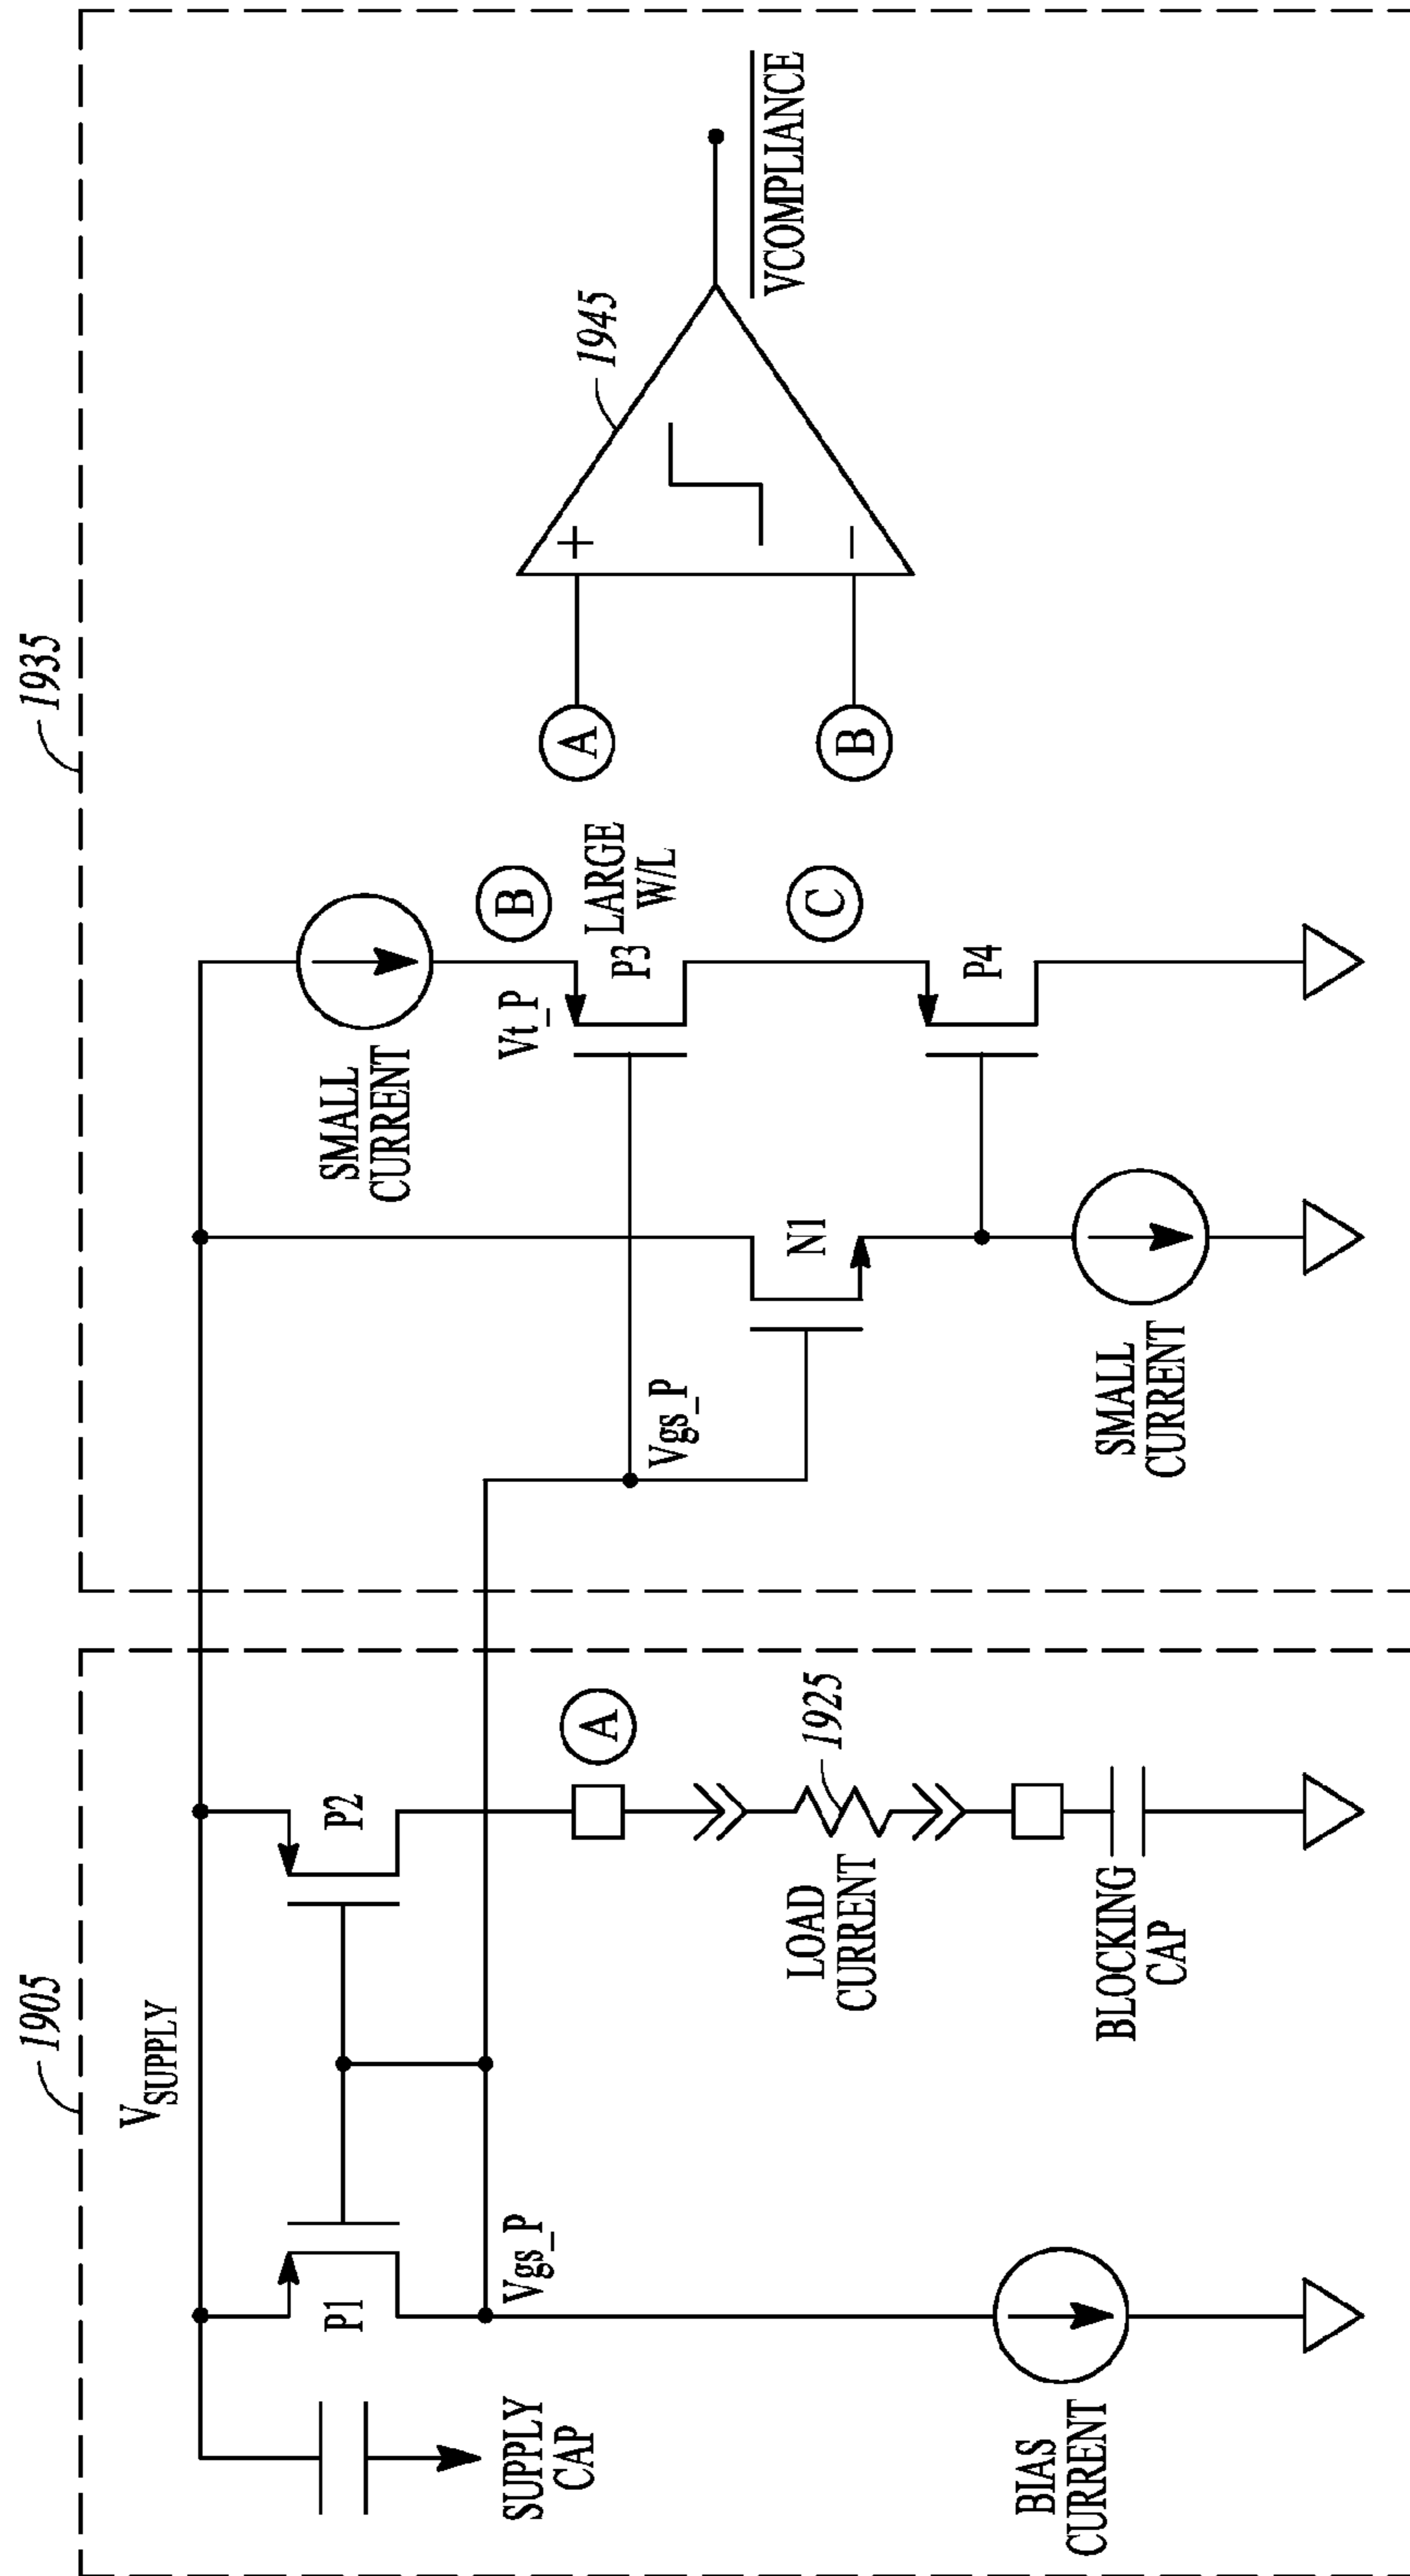 1905
1935
VSUPPLY
P1
P2
Vgs_P
SUPPLY
CAP
BIAS
CURRENT
A
LOAD
CURRENT
1925
BLOCKING
CAP
Vgs_P
N1
SMALL
CURRENT
SMALL
CURRENT
B
Vt_P
P3
LARGE
W/L
C
P4
A
B
+
−
1945
VCOMPLIANCE